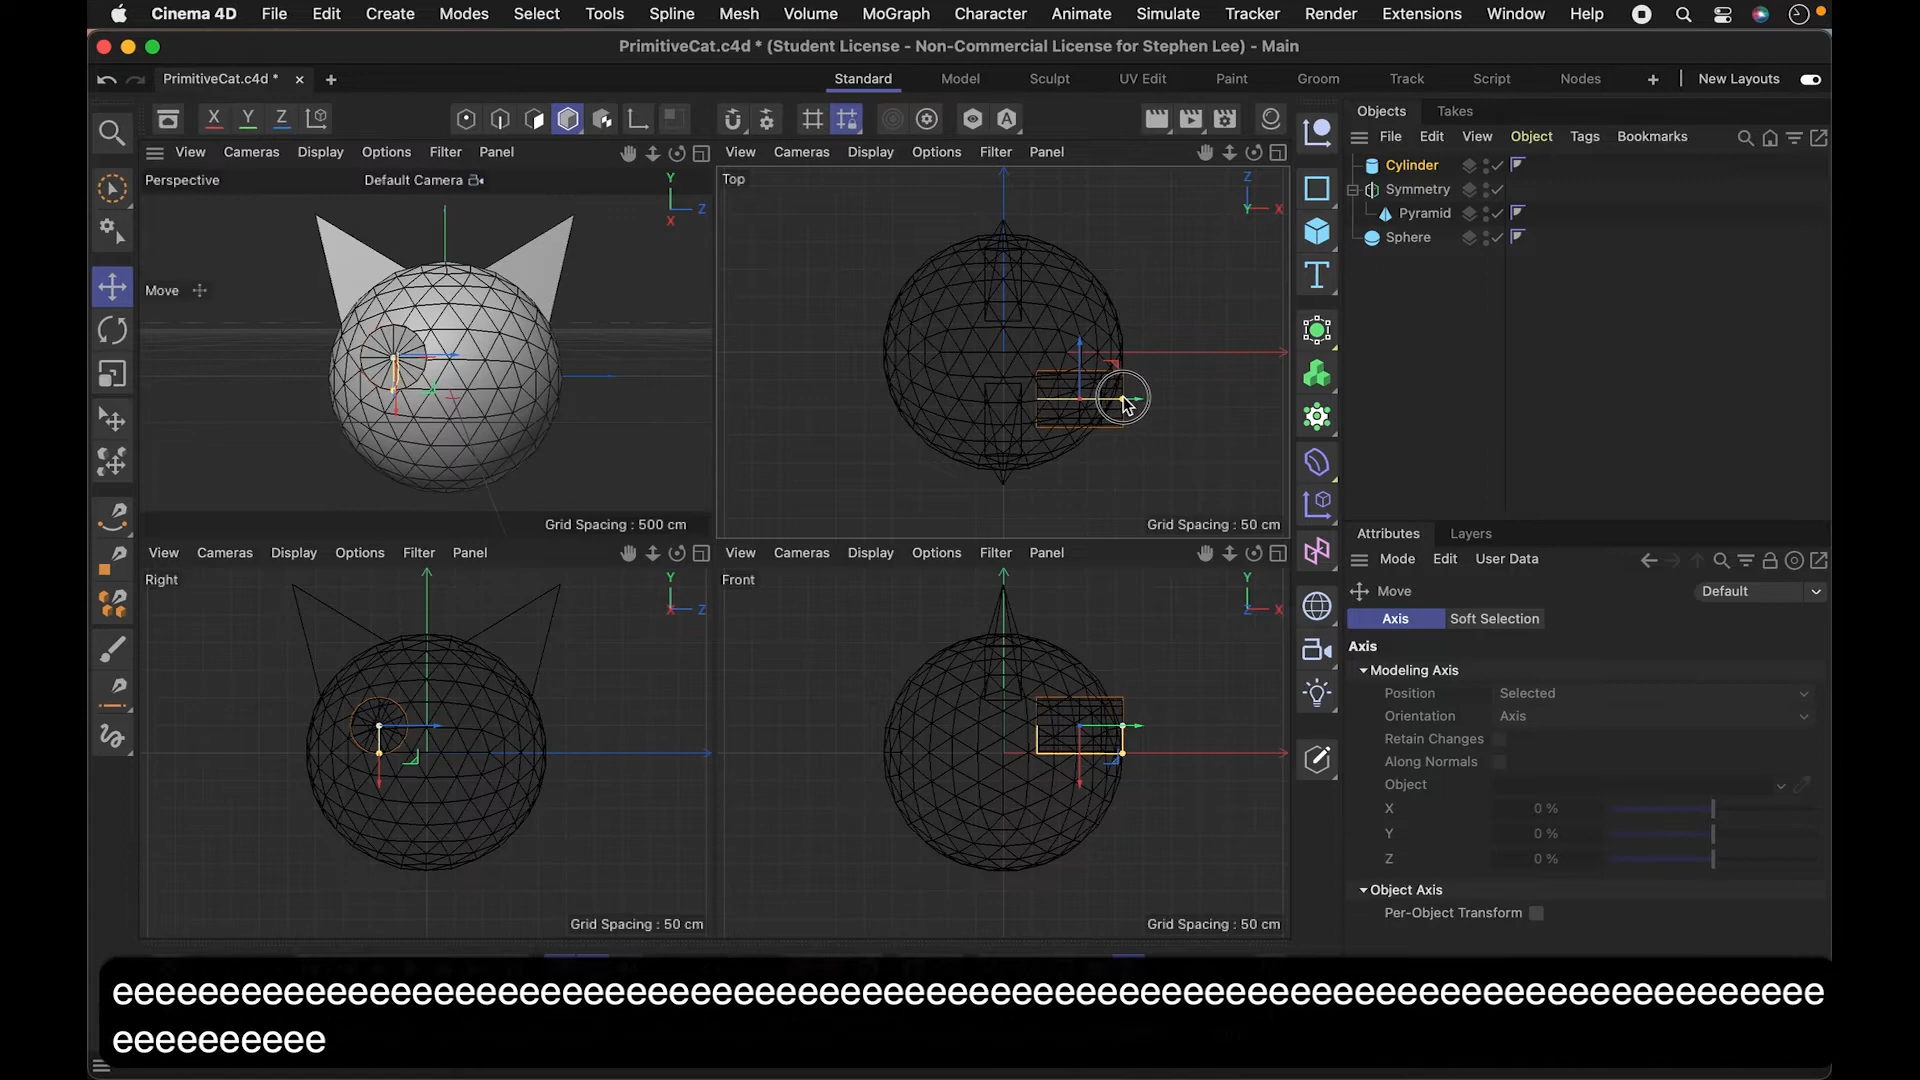 Cinema 4D File Edit Create Modes Select Tools Spline Mesh Volume MoGraph Character Animate Simulate Tracker Render Extensions Window Help
PrimitiveCat.c4d * (Student License - Non-Commercial License for Stephen Lee) - Main
PrimitiveCat.c4d * × + Standard Model Sculpt UV Edit Paint Groom Track Script Nodes + New Layouts
X Y Z
A
Objects Takes
File Edit View Object Tags Bookmarks
View Cameras Display Options Filter Panel
View Cameras Display Options Filter Panel
Perspective Default Camera
Y
Z
X
Move
Grid Spacing : 500 cm
Top
Z
Y X
Grid Spacing : 50 cm
Cylinder
Symmetry
Pyramid
Sphere
View Cameras Display Options Filter Panel
Right
Y
X Z
Grid Spacing : 50 cm
View Cameras Display Options Filter Panel
Front
Y
Z X
Grid Spacing : 50 cm
Attributes Layers
Mode Edit User Data
Move Default
Axis Soft Selection
Axis
Modeling Axis
Position Selected
Orientation Axis
Retain Changes
Along Normals
Object
X 0 %
Y 0 %
Z 0 %
Object Axis
Per-Object Transform
eeeeeeeeeeeeeeeeeeeeeeeeeeeeeeeeeeeeeeeeeeeeeeeeeeeeeeeeeeeeeeeeeeeeeeeeeeeeeeee
eeeeeeeeee